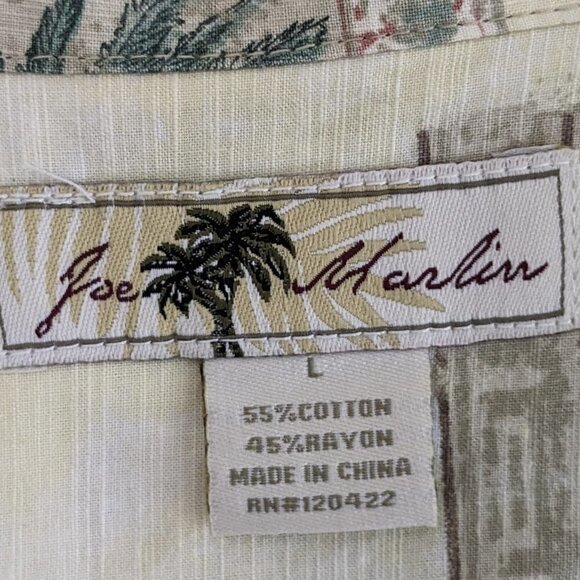 Joe Marlin
L
55%COTTON
45%RAYON
MADE IN CHINA
RN#120422